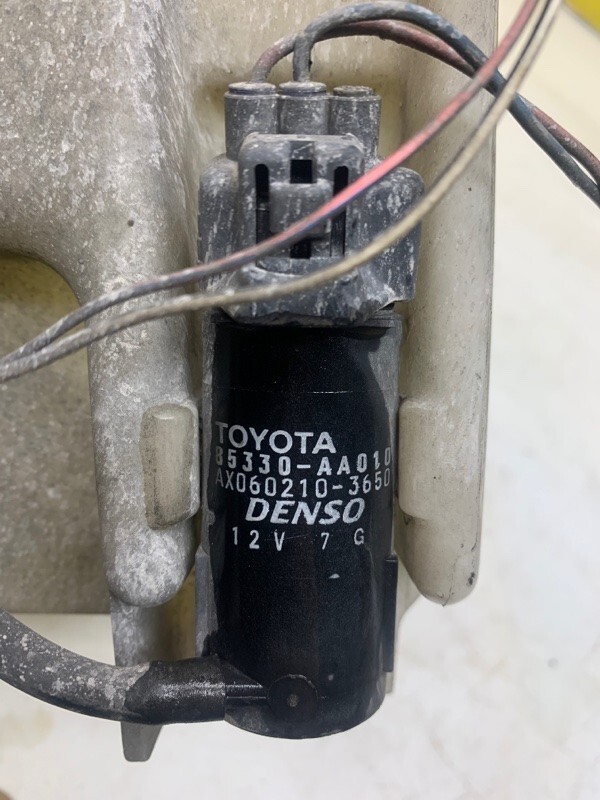 TOYOTA
85330-AA010
AX060210-3650
DENSO
12V 7 G